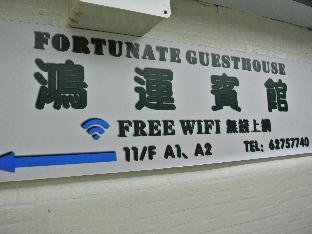 FORTUNATE GUESTHOUSE
鴻運賓館
FREE WIFI 無綫上網
11/F A1、A2 TEL: 62757740